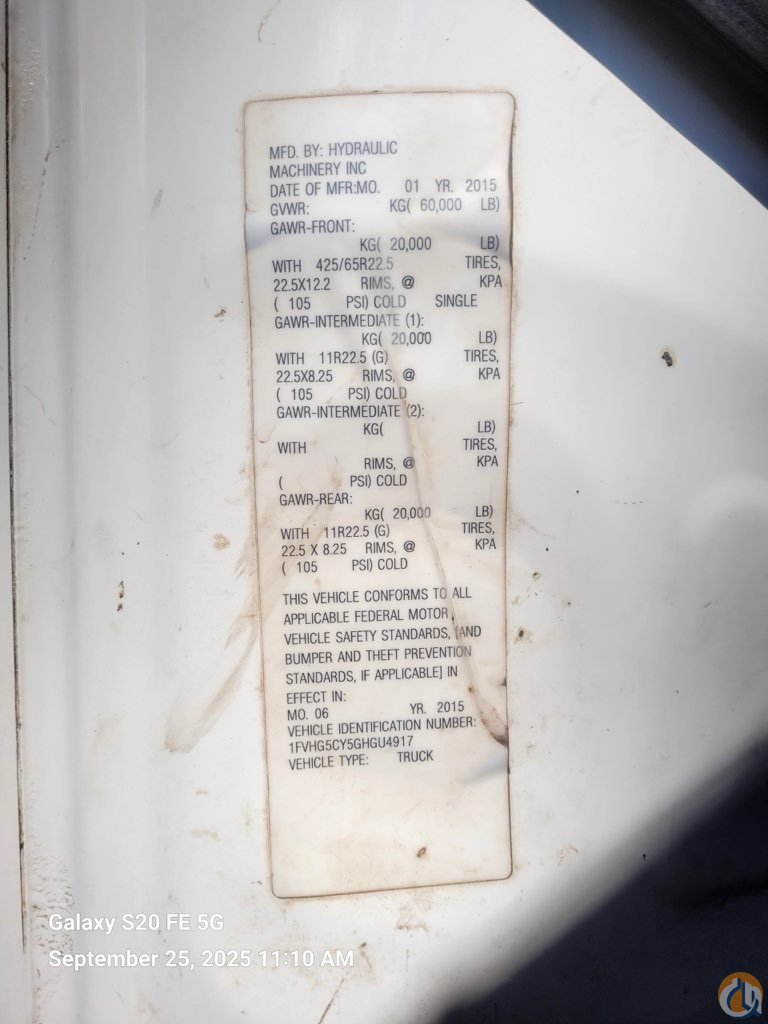 MFD. BY: HYDRAULIC
MACHINERY INC
DATE OF MFR:MO. 01 YR. 2015
GVWR: KG( 60,000 LB)
GAWR-FRONT:
KG( 20,000 LB)
WITH 425/65R22.5 TIRES,
22.5X12.2 RIMS, @ KPA
( 105 PSI) COLD SINGLE
GAWR-INTERMEDIATE (1):
KG( 20,000 LB)
WITH 11R22.5 (G) TIRES,
22.5X8.25 RIMS, @ KPA
( 105 PSI) COLD
GAWR-INTERMEDIATE (2):
KG( LB)
WITH TIRES,
RIMS, @ KPA
( PSI) COLD
GAWR-REAR:
KG( 20,000 LB)
WITH 11R22.5 (G) TIRES,
22.5 X 8.25 RIMS, @ KPA
( 105 PSI) COLD
THIS VEHICLE CONFORMS TO ALL
APPLICABLE FEDERAL MOTOR
VEHICLE SAFETY STANDARDS, [AND
BUMPER AND THEFT PREVENTION
STANDARDS, IF APPLICABLE] IN
EFFECT IN:
MO. 06 YR. 2015
VEHICLE IDENTIFICATION NUMBER:
1FVHG5CY5GHGU4917
VEHICLE TYPE: TRUCK
Galaxy S20 FE 5G
September 25, 2025 11:10 AM